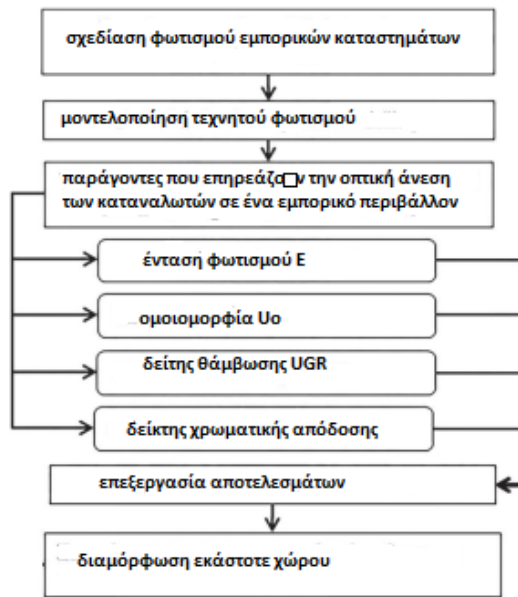 σχεδίαση φωτισμού εμπορικών καταστημάτων
μοντελοποίηση τεχνητού φωτισμού
παράγοντες που επηρεάζο□ν την οπτική άνεση
των καταναλωτών σε ένα εμπορικό περιβάλλον
ένταση φωτισμού Ε
ομοιομορφία Uo
δείτης θάμβωσης UGR
δείκτης χρωματικής απόδοσης
επεξεργασία αποτελεσμάτων
διαμόρφωση εκάστοτε χώρου